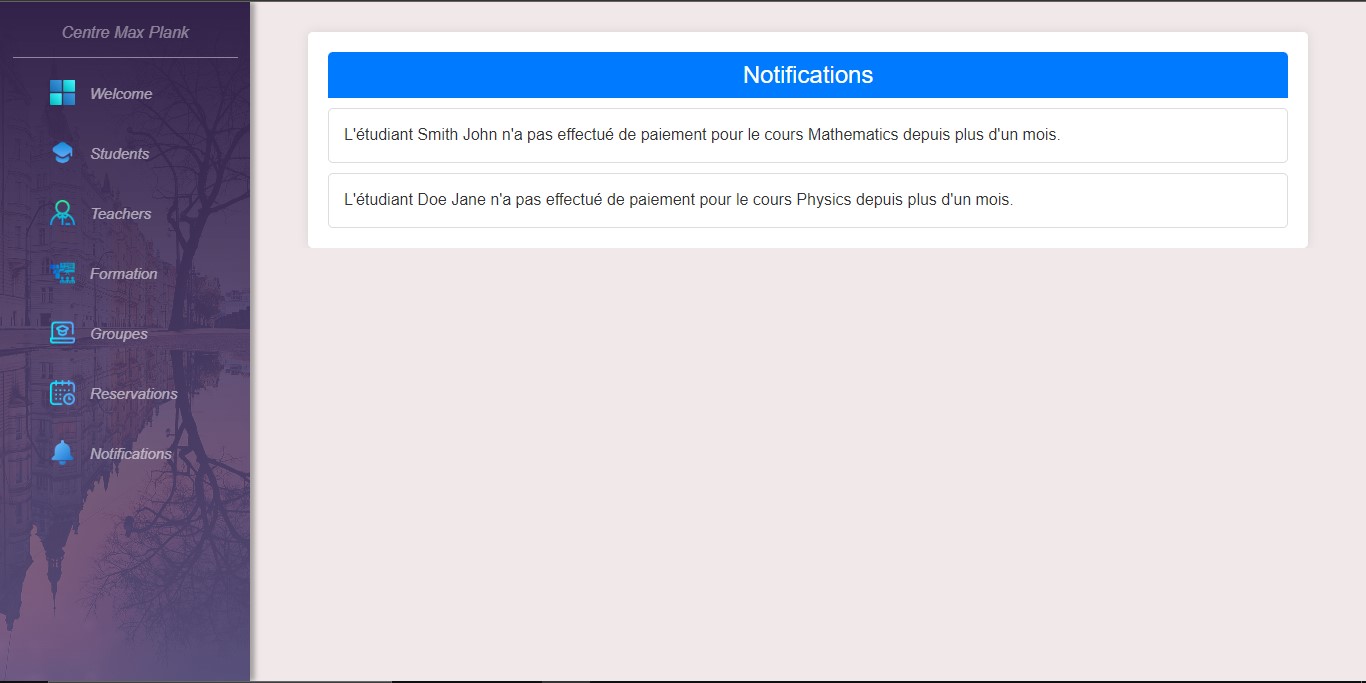 Centre Max Plank
Welcome
Students
Teachers
Formation
Groupes
Reservations
Notifications
Notifications
L'étudiant Smith John n'a pas effectué de paiement pour le cours Mathematics depuis plus d'un mois.
L'étudiant Doe Jane n'a pas effectué de paiement pour le cours Physics depuis plus d'un mois.